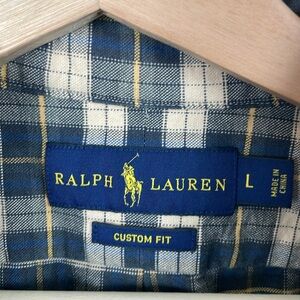 RALPH LAUREN
L
MADE IN
CHINA
CUSTOM FIT